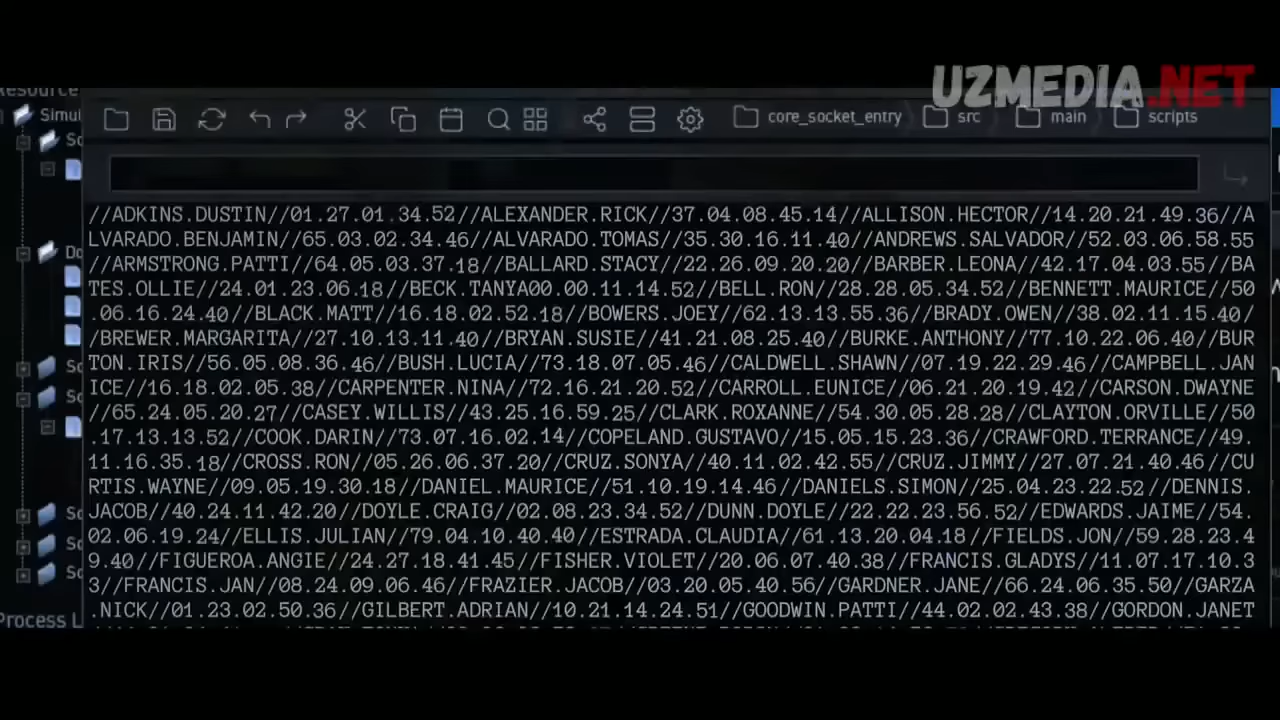 UZMEDIA.NET
Resource
Simul
core_socket_entry
src
main
scripts
//ADKINS.DUSTIN//01.27.01.34.52//ALEXANDER.RICK//37.04.08.45.14//ALLISON.HECTOR//14.20.21.49.36//A
LVARADO.BENJAMIN//65.03.02.34.46//ALVARADO.TOMAS//35.30.16.11.40//ANDREWS.SALVADOR//52.03.06.58.55
//ARMSTRONG.PATTI//64.05.03.37.18//BALLARD.STACY//22.26.09.20.20//BARBER.LEONA//42.17.04.03.55//BA
TES.OLLIE//24.01.23.06.18//BECK.TANYA00.00.11.14.52//BELL.RON//28.28.05.34.52//BENNETT.MAURICE//50
.06.16.24.40//BLACK.MATT//16.18.02.52.18//BOWERS.JOEY//62.13.13.55.36//BRADY.OWEN//38.02.11.15.40/
/BREWER.MARGARITA//27.10.13.11.40//BRYAN.SUSIE//41.21.08.25.40//BURKE.ANTHONY//77.10.22.06.40//BUR
TON.IRIS//56.05.08.36.46//BUSH.LUCIA//73.18.07.05.46//CALDWELL.SHAWN//07.19.22.29.46//CAMPBELL.JAN
ICE//16.18.02.05.38//CARPENTER.NINA//72.16.21.20.52//CARROLL.EUNICE//06.21.20.19.42//CARSON.DWAYNE
//65.24.05.20.27//CASEY.WILLIS//43.25.16.59.25//CLARK.ROXANNE//54.30.05.28.28//CLAYTON.ORVILLE//50
.17.13.13.52//COOK.DARIN//73.07.16.02.14//COPELAND.GUSTAVO//15.05.15.23.36//CRAWFORD.TERRANCE//49.
11.16.35.18//CROSS.RON//05.26.06.37.20//CRUZ.SONYA//40.11.02.42.55//CRUZ.JIMMY//27.07.21.40.46//CU
RTIS.WAYNE//09.05.19.30.18//DANIEL.MAURICE//51.10.19.14.46//DANIELS.SIMON//25.04.23.22.52//DENNIS.
JACOB//40.24.11.42.20//DOYLE.CRAIG//02.08.23.34.52//DUNN.DOYLE//22.22.23.56.52//EDWARDS.JAIME//54.
02.06.19.24//ELLIS.JULIAN//79.04.10.40.40//ESTRADA.CLAUDIA//61.13.20.04.18//FIELDS.JON//59.28.23.4
9.40//FIGUEROA.ANGIE//24.27.18.41.45//FISHER.VIOLET//20.06.07.40.38//FRANCIS.GLADYS//11.07.17.10.3
3//FRANCIS.JAN//08.24.09.06.46//FRAZIER.JACOB//03.20.05.40.56//GARDNER.JANE//66.24.06.35.50//GARZA
.NICK//01.23.02.50.36//GILBERT.ADRIAN//10.21.14.24.51//GOODWIN.PATTI//44.02.02.43.38//GORDON.JANET
Process L